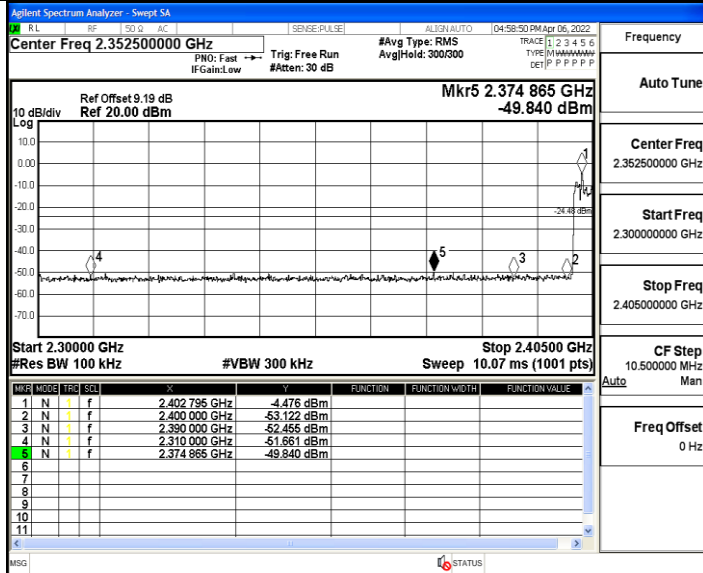 Agilent Spectrum Analyzer - Swept SA
RL RF 50 Ω AC SENSE:PULSE ALIGN AUTO 04:58:50 PM Apr 06, 2022
Center Freq 2.352500000 GHz
PNO: Fast
IFGain:Low
Trig: Free Run
#Atten: 30 dB
#Avg Type: RMS
Avg|Hold: 300/300
TRACE 1 2 3 4 5 6
TYPE M
DET P P P P P P
Ref Offset 9.19 dB
Ref 20.00 dBm
10 dB/div
Log
Mkr5 2.374 865 GHz
-49.840 dBm
10.0
0.00
-10.0
-20.0
-30.0
-40.0
-50.0
-60.0
-70.0
-24.48 dBm
1
2
3
4
5
Start 2.30000 GHz
Stop 2.40500 GHz
#Res BW 100 kHz
#VBW 300 kHz
Sweep 10.07 ms (1001 pts)
MKR MODE TRC SCL X Y FUNCTION FUNCTION WIDTH FUNCTION VALUE
1 N 1 f 2.402 795 GHz -4.476 dBm
2 N 1 f 2.400 000 GHz -53.122 dBm
3 N 1 f 2.390 000 GHz -52.455 dBm
4 N 1 f 2.310 000 GHz -51.661 dBm
5 N 1 f 2.374 865 GHz -49.840 dBm
6
7
8
9
10
11
MSG
STATUS
Frequency
Auto Tune
Center Freq
2.352500000 GHz
Start Freq
2.300000000 GHz
Stop Freq
2.405000000 GHz
CF Step
10.500000 MHz
Auto Man
Freq Offset
0 Hz